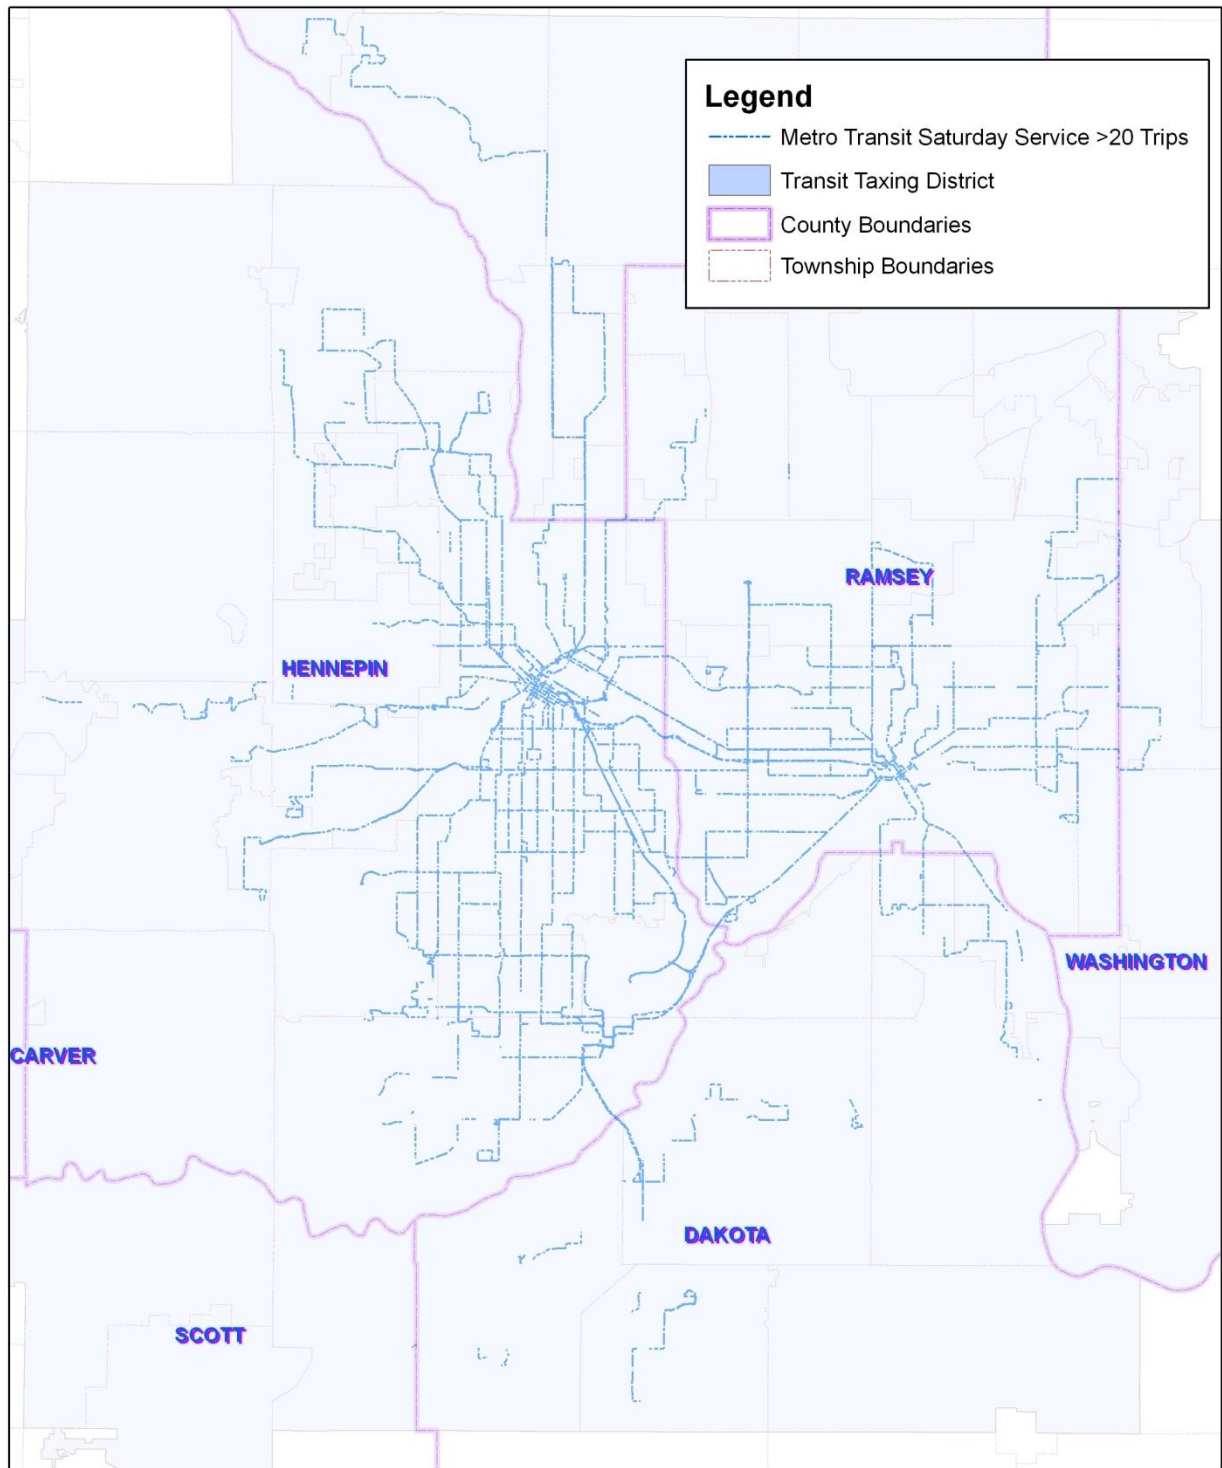 Legend
Metro Transit Saturday Service >20 Trips
Transit Taxing District
County Boundaries
Township Boundaries
RAMSEY
HENNEPIN
WASHINGTON
CARVER
DAKOTA
SCOTT